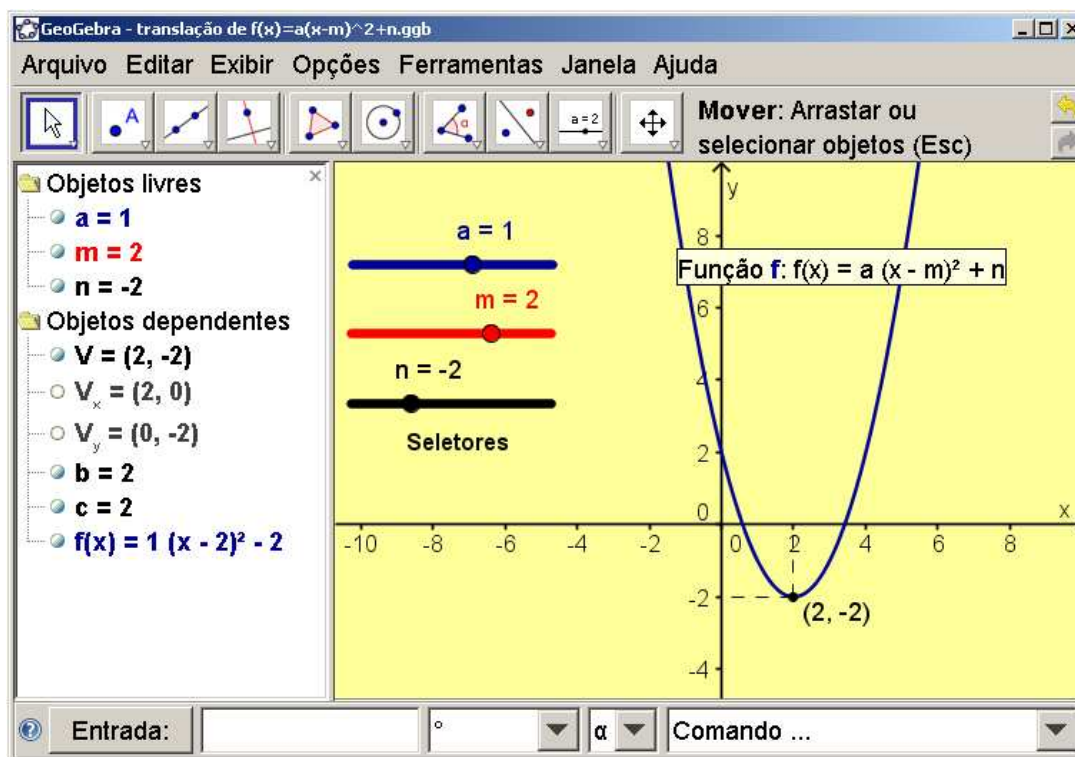 GeoGebra - translação de f(x)=a(x-m)^2+n.ggb
Arquivo Editar Exibir Opções Ferramentas Janela Ajuda
A
α
a = 2
Mover: Arrastar ou
selecionar objetos (Esc)
Objetos livres
a = 1
m = 2
n = -2
Objetos dependentes
V = (2, -2)
Vₓ = (2, 0)
V_y = (0, -2)
b = 2
c = 2
f(x) = 1 (x - 2)² - 2
a = 1
m = 2
n = -2
Seletores
y
8
Função f: f(x) = a (x - m)² + n
6
4
2
0
x
-10 -8 -6 -4 -2 0 2 4 6 8
-2
(2, -2)
-4
Entrada:
°
α
Comando ...